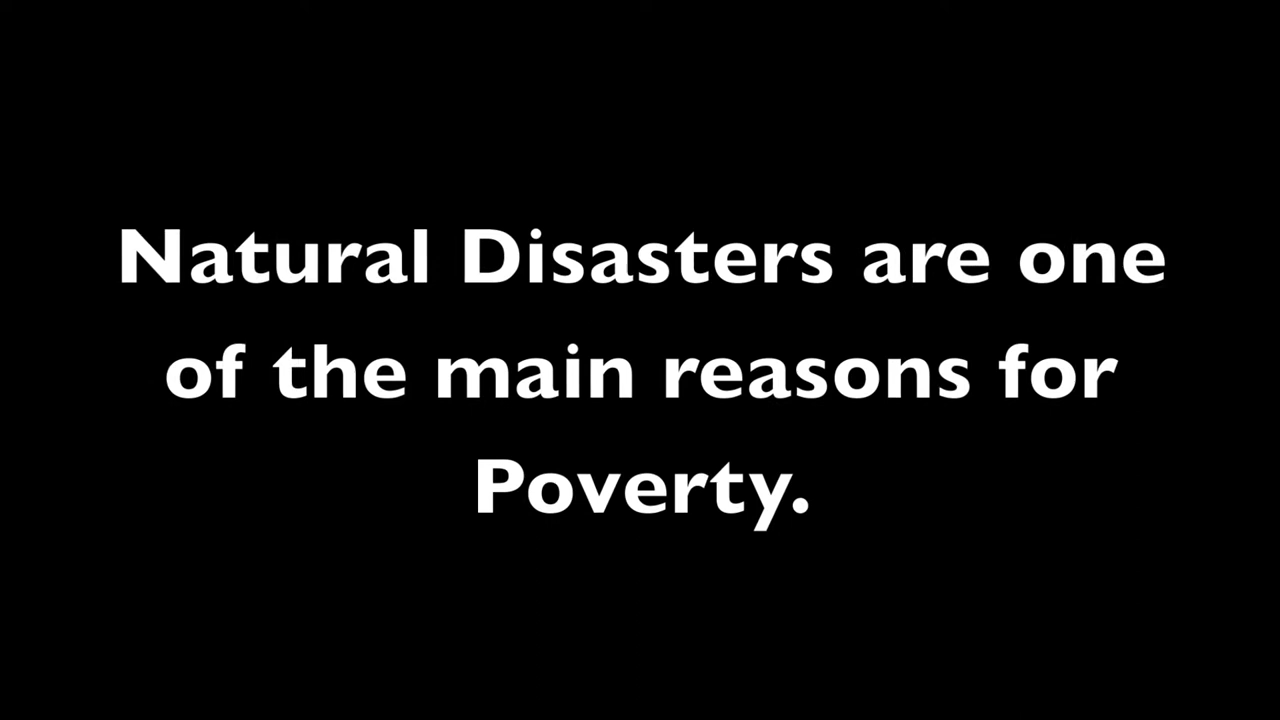 Natural Disasters are one
of the main reasons for
Poverty.